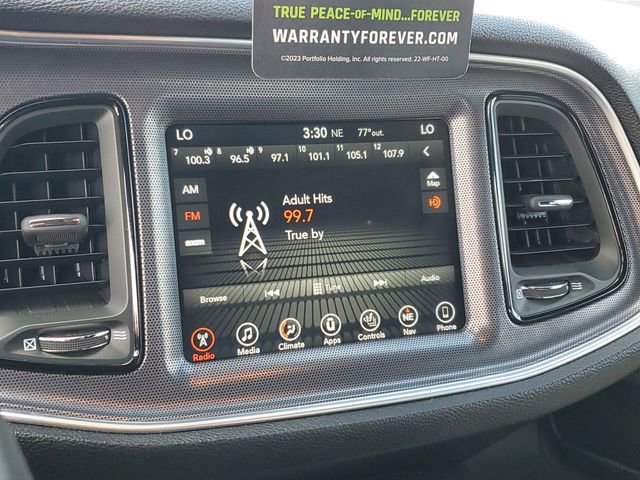 TRUE PEACE-OF-MIND...FOREVER
WARRANTYFOREVER.COM
©2023 Portfolio Holding, Inc. All rights reserved. 22-WF-HT-00
LO 3:30 NE 77° out. LO
7 100.3 8 96.5 9 97.1 10 101.1 11 105.1 12 107.9
AM
Map
FM
SXM
Adult Hits
99.7
True by
Browse Tune Audio
Radio Media Climate Apps Controls NE Nav Phone